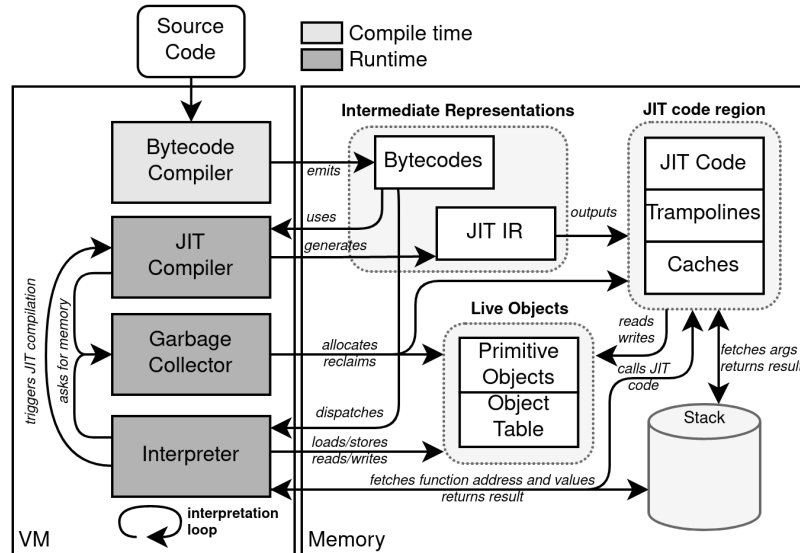 Source
Code
Compile time
Runtime
Intermediate Representations
JIT code region
Bytecode
Compiler
emits
Bytecodes
JIT Code
Trampolines
Caches
uses
generates
JIT
Compiler
JIT IR
outputs
triggers JIT compilation
asks for memory
Garbage
Collector
allocates
reclaims
Live Objects
Primitive
Objects
Object
Table
reads
writes
calls JIT
code
fetches args
returns result
dispatches
Interpreter
loads/stores
reads/writes
Stack
fetches function address and values
returns result
interpretation
loop
VM
Memory